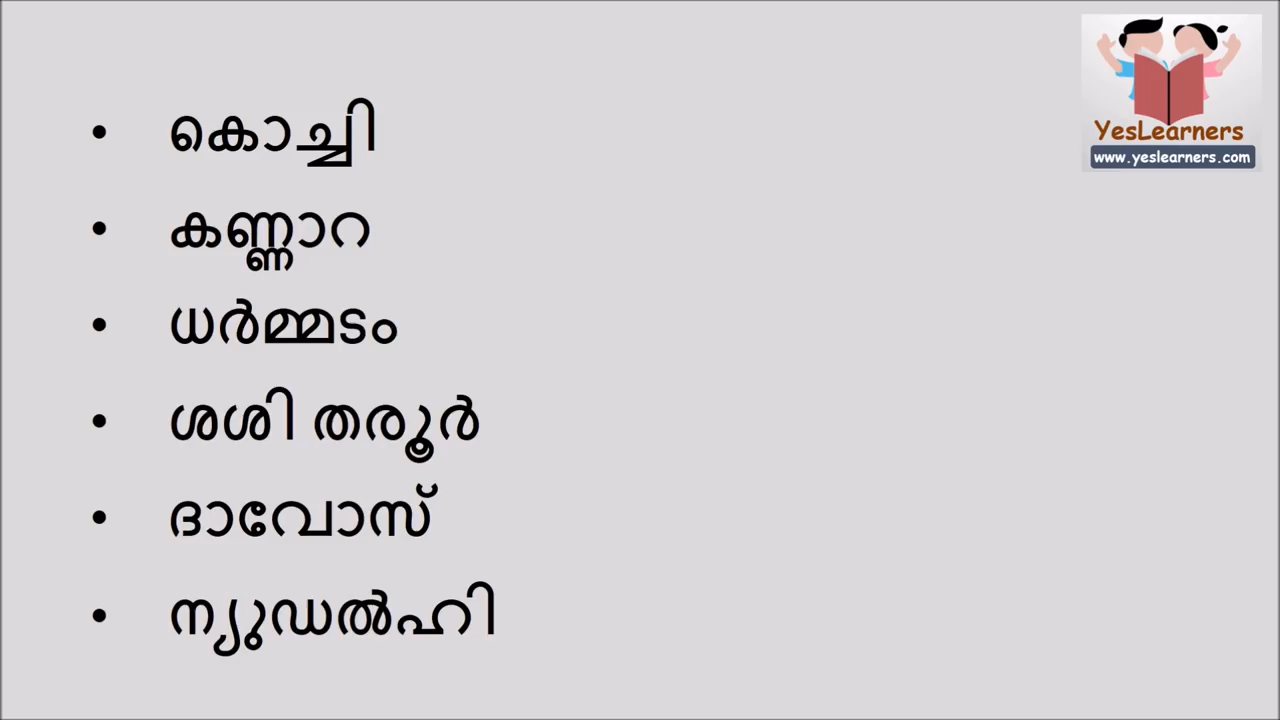 • കൊച്ചി
• കണ്ണാറ
• ധർമ്മടം
• ശശി തരൂർ
• ദാവോസ്
• ന്യുഡൽഹി
YesLearners
www.yeslearners.com